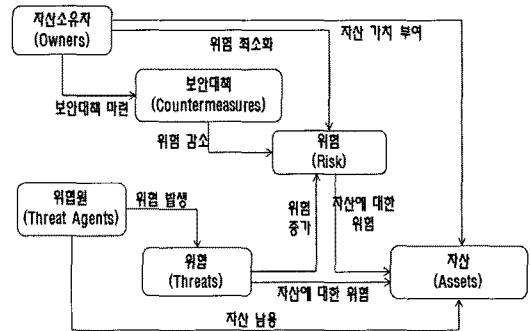 자산소유자
(Owners)
위험 최소화
자산 가치 부여
보안대책
(Countermeasures)
보안대책 마련
위험 감소
위험
(Risk)
위협원
(Threat Agents)
위협 발생
위험
증가
자산에 대한
위험
위협
(Threats)
자산에 대한 위협
자산
(Assets)
자산 남용